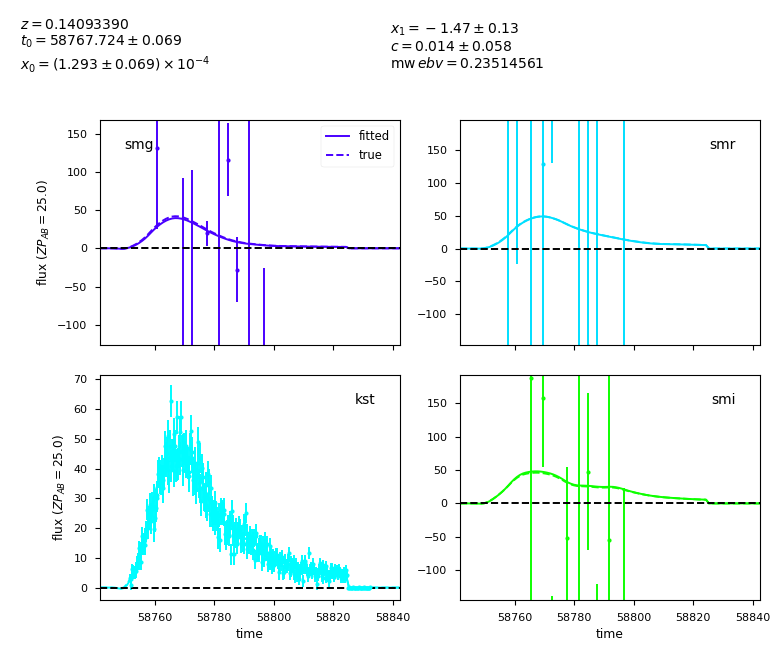 z = 0.14093390
t₀ = 58767.724 ± 0.069
x₀ = (1.293 ± 0.069) × 10⁻⁴
x₁ = −1.47 ± 0.13
c = 0.014 ± 0.058
mw ebv = 0.23514561
smg
fitted
true
150
100
50
0
−50
−100
flux (ZP_AB = 25.0)
smr
150
100
50
0
−50
−100
kst
70
60
50
40
30
20
10
0
flux (ZP_AB = 25.0)
58760 58780 58800 58820 58840
time
smi
150
100
50
0
−50
−100
58760 58780 58800 58820 58840
time